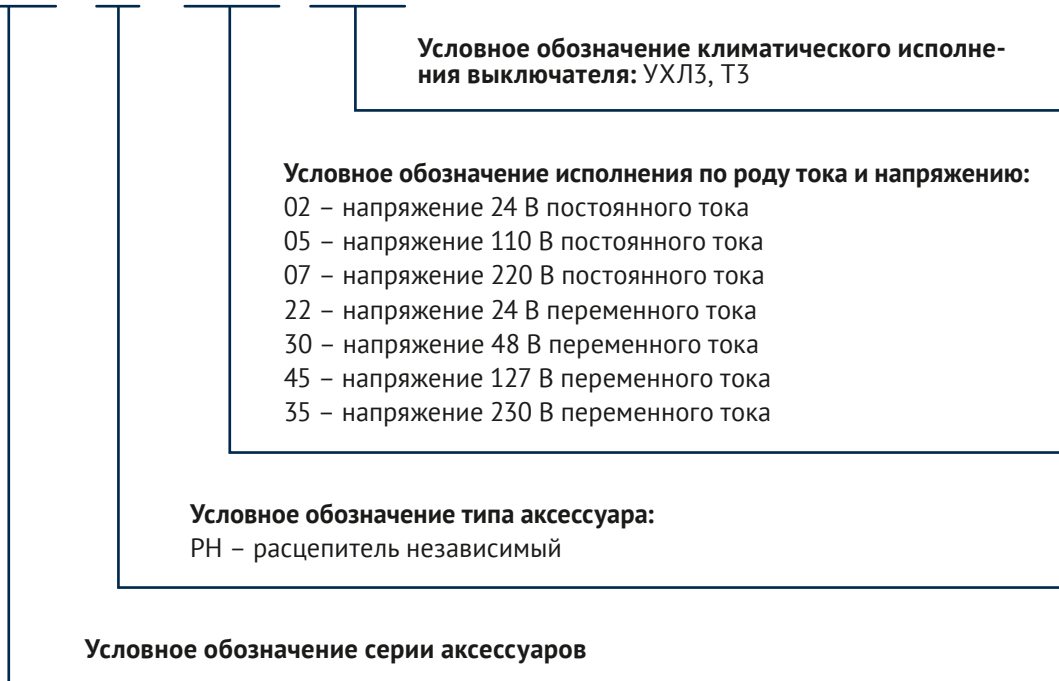 Условное обозначение климатического исполне-
ния выключателя: УХЛ3, Т3
Условное обозначение исполнения по роду тока и напряжению:
02 – напряжение 24 В постоянного тока
05 – напряжение 110 В постоянного тока
07 – напряжение 220 В постоянного тока
22 – напряжение 24 В переменного тока
30 – напряжение 48 В переменного тока
45 – напряжение 127 В переменного тока
35 – напряжение 230 В переменного тока
Условное обозначение типа аксессуара:
РН – расцепитель независимый
Условное обозначение серии аксессуаров